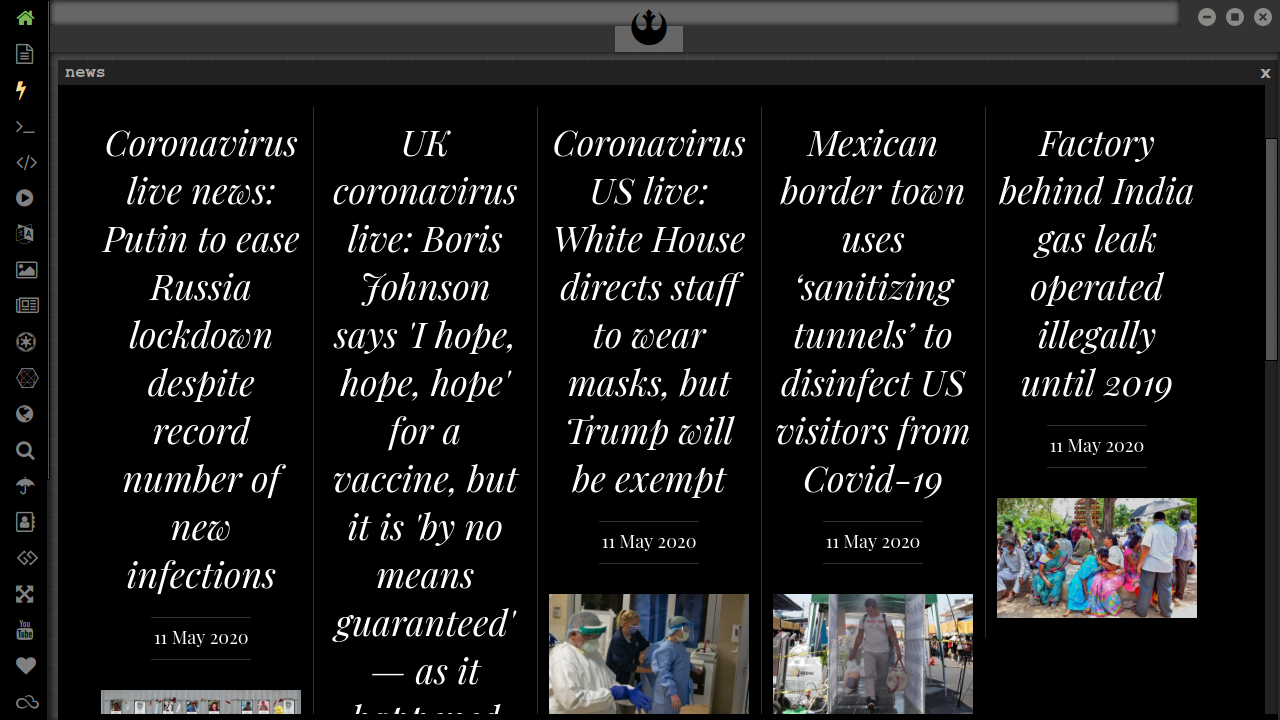 news
x
Coronavirus
live news:
Putin to ease
Russia
lockdown
despite
record
number of
new
infections
11 May 2020
UK
coronavirus
live: Boris
Johnson
says 'I hope,
hope, hope'
for a
vaccine, but
it is 'by no
means
guaranteed'
— as it
happened
Coronavirus
US live:
White House
directs staff
to wear
masks, but
Trump will
be exempt
11 May 2020
Mexican
border town
uses
‘sanitizing
tunnels’ to
disinfect US
visitors from
Covid-19
11 May 2020
Factory
behind India
gas leak
operated
illegally
until 2019
11 May 2020
You
Tube